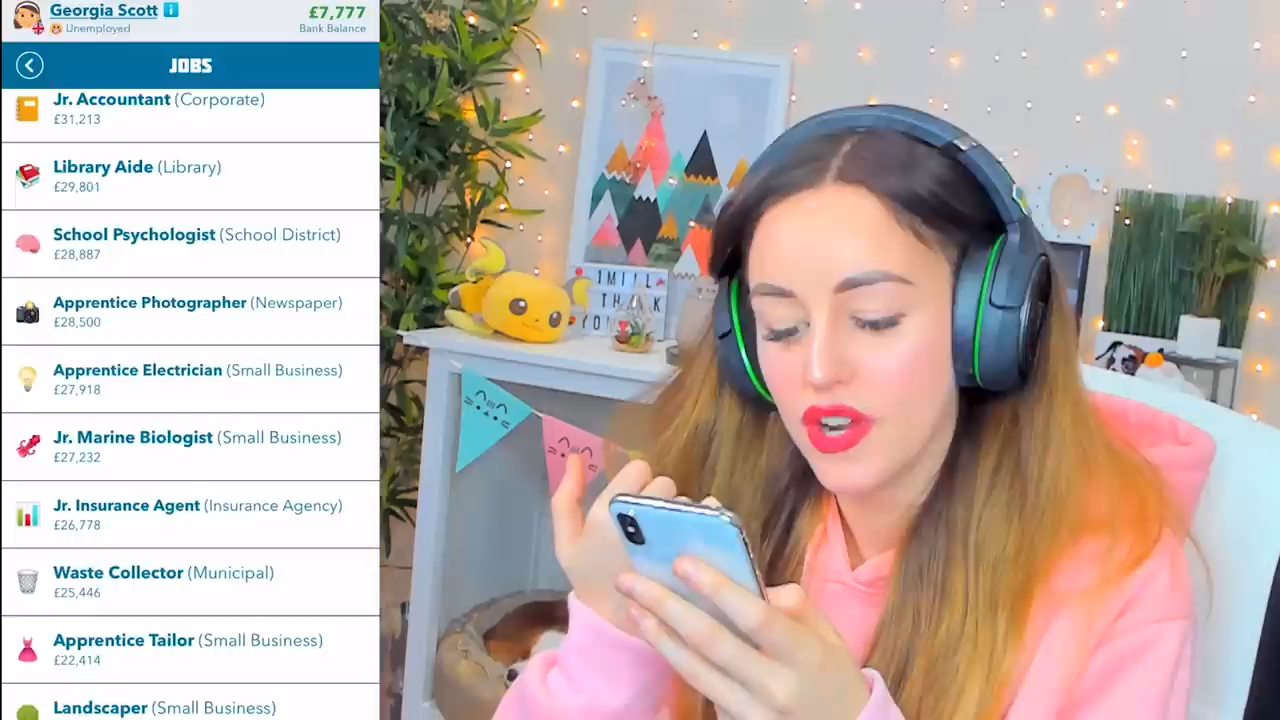 Georgia Scott
£7,777
Unemployed
Bank Balance
JOBS
Jr. Accountant (Corporate)
£31,213
Library Aide (Library)
£29,801
School Psychologist (School District)
£28,887
Apprentice Photographer (Newspaper)
£28,500
Apprentice Electrician (Small Business)
£27,918
Jr. Marine Biologist (Small Business)
£27,232
Jr. Insurance Agent (Insurance Agency)
£26,778
Waste Collector (Municipal)
£25,446
Apprentice Tailor (Small Business)
£22,414
Landscaper (Small Business)
1MILL
THANK
YO
C